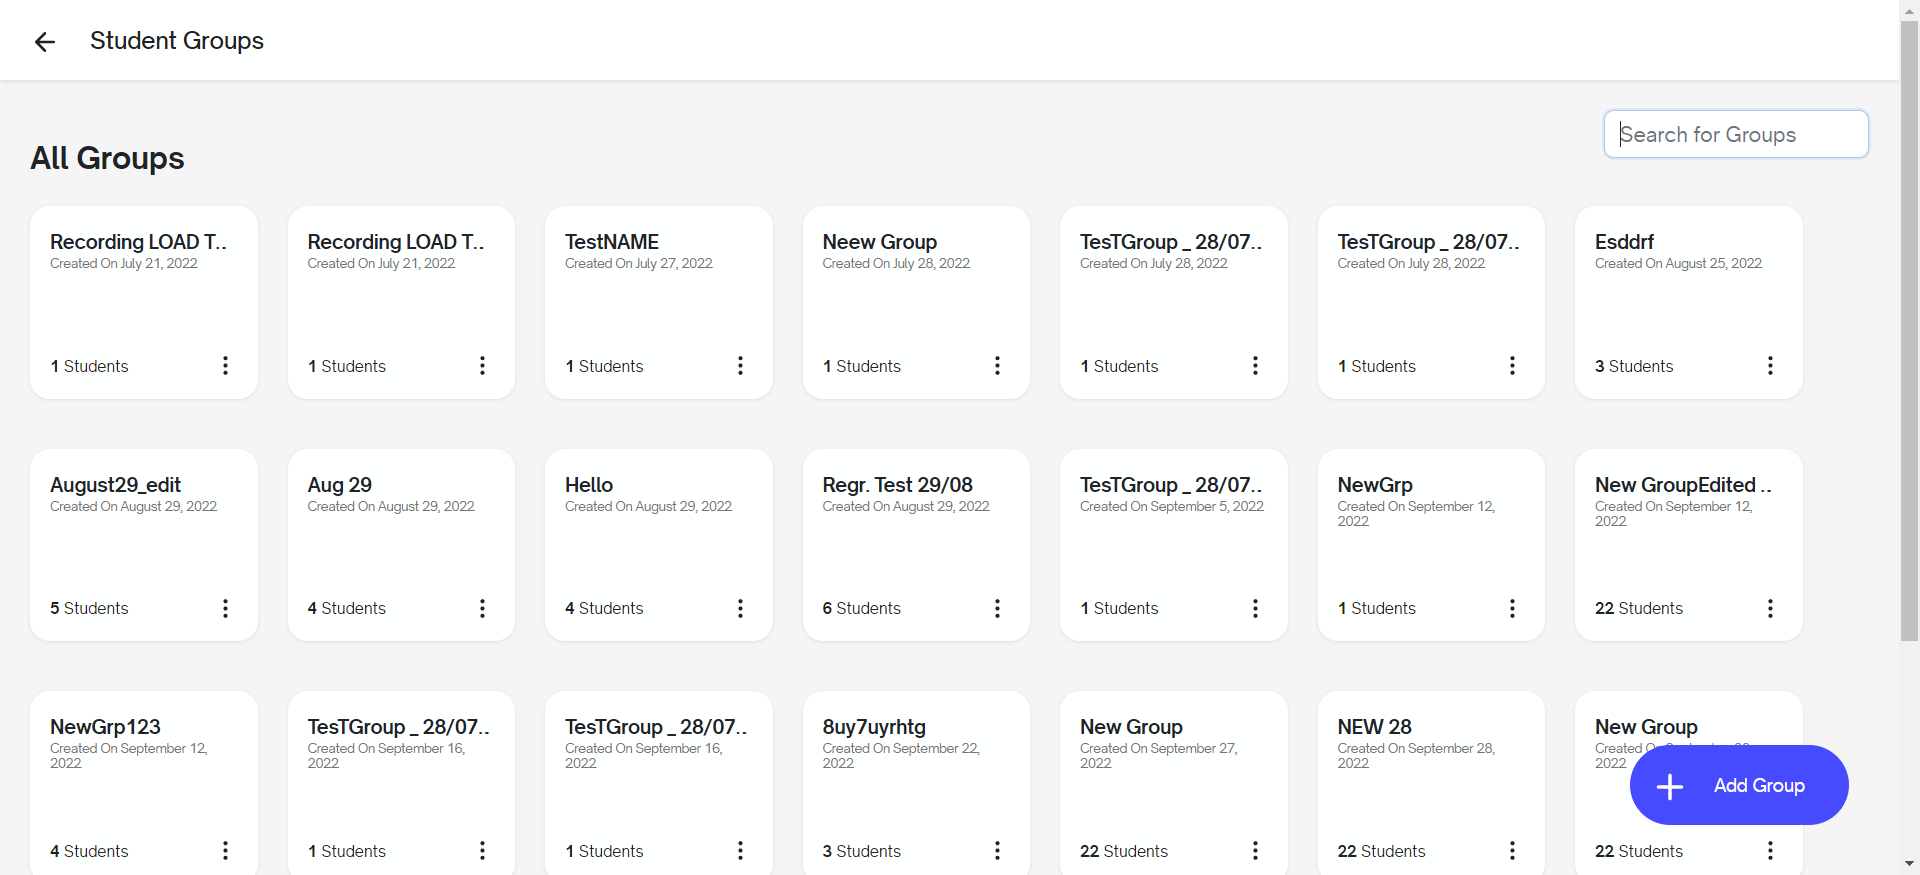 Student Groups
Search for Groups
All Groups
Recording LOAD T..
Created On July 21, 2022
1 Students
Recording LOAD T..
Created On July 21, 2022
1 Students
TestNAME
Created On July 27, 2022
1 Students
Neew Group
Created On July 28, 2022
1 Students
TesTGroup _ 28/07..
Created On July 28, 2022
1 Students
TesTGroup _ 28/07..
Created On July 28, 2022
1 Students
Esddrf
Created On August 25, 2022
3 Students
August29_edit
Created On August 29, 2022
5 Students
Aug 29
Created On August 29, 2022
4 Students
Hello
Created On August 29, 2022
4 Students
Regr. Test 29/08
Created On August 29, 2022
6 Students
TesTGroup _ 28/07..
Created On September 5, 2022
1 Students
NewGrp
Created On September 12,
2022
1 Students
New GroupEdited ..
Created On September 12,
2022
22 Students
NewGrp123
Created On September 12,
2022
4 Students
TesTGroup _ 28/07..
Created On September 16,
2022
1 Students
TesTGroup _ 28/07..
Created On September 16,
2022
1 Students
8uy7uyrhtg
Created On September 22,
2022
3 Students
New Group
Created On September 27,
2022
22 Students
NEW 28
Created On September 28,
2022
22 Students
New Group
Created
2022
22 Students
Add Group